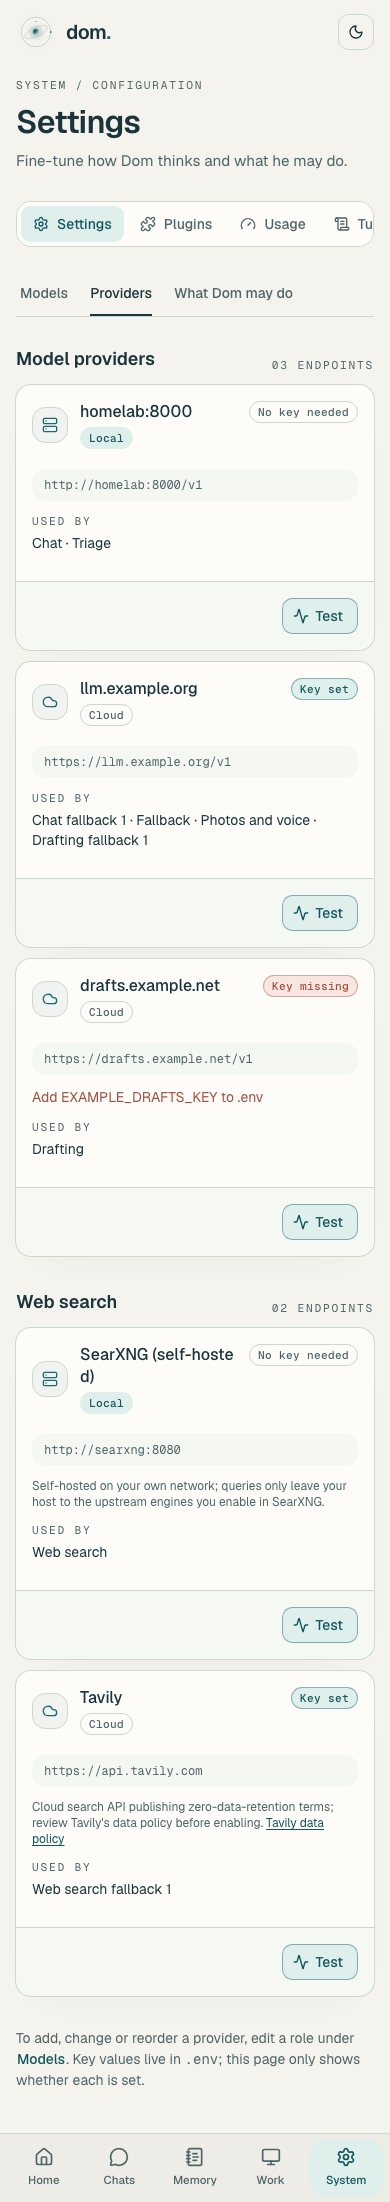 dom.
SYSTEM / CONFIGURATION
Settings
Fine-tune how Dom thinks and what he may do.
Settings Plugins Usage Tu
Models Providers What Dom may do
Model providers 03 ENDPOINTS
homelab:8000 No key needed
Local
http://homelab:8000/v1
USED BY
Chat · Triage
Test
llm.example.org Key set
Cloud
https://llm.example.org/v1
USED BY
Chat fallback 1 · Fallback · Photos and voice ·
Drafting fallback 1
Test
drafts.example.net Key missing
Cloud
https://drafts.example.net/v1
Add EXAMPLE_DRAFTS_KEY to .env
USED BY
Drafting
Test
Web search 02 ENDPOINTS
SearXNG (self-hoste No key needed
d)
Local
http://searxng:8080
Self-hosted on your own network; queries only leave your
host to the upstream engines you enable in SearXNG.
USED BY
Web search
Test
Tavily Key set
Cloud
https://api.tavily.com
Cloud search API publishing zero-data-retention terms;
review Tavily's data policy before enabling. Tavily data
policy
USED BY
Web search fallback 1
Test
To add, change or reorder a provider, edit a role under
Models. Key values live in .env; this page only shows
whether each is set.
Home Chats Memory Work System